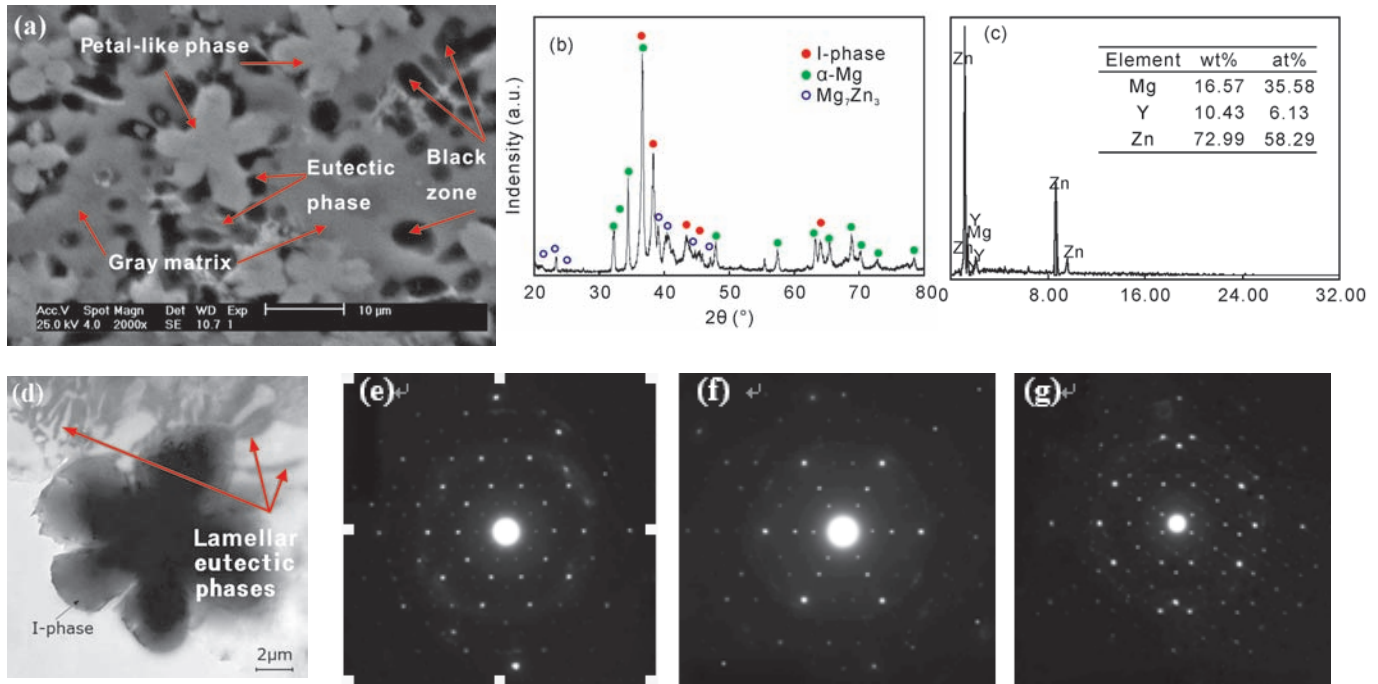 (a)
Petal-like phase
Eutectic
phase
Black
zone
Gray matrix
Acc.V Spot Magn Det WD Exp
25.0 kV 4.0 2000x SE 10.7 1
10 μm
(b)
I-phase
α-Mg
Mg₇Zn₃
Indensity (a.u.)
20 30 40 50 60 70 80
2θ (°)
(c)
Element wt% at%
Mg 16.57 35.58
Y 10.43 6.13
Zn 72.99 58.29
Zn
Zn
Y
Mg
Zn
Y
Zn
0 8.00 16.00 24.00 32.00
(d)
Lamellar
eutectic
phases
I-phase
2μm
(e)↵
(f) ↵
(g)↵